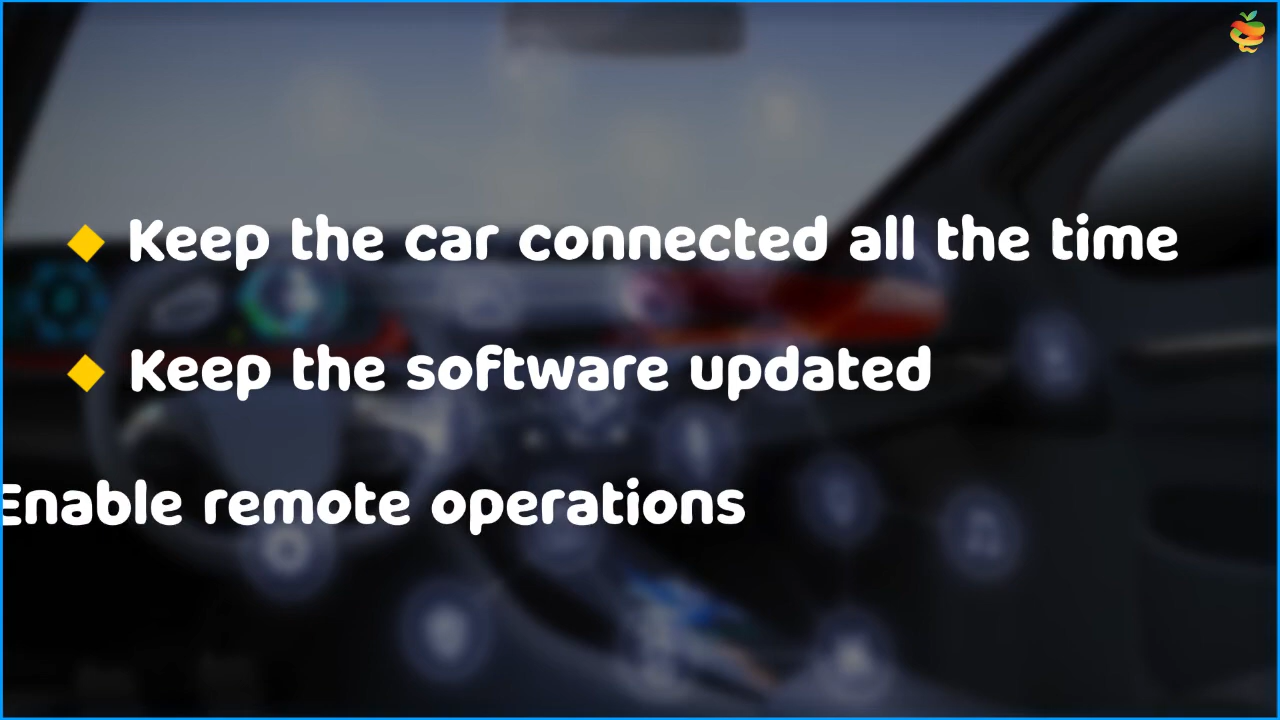 Keep the car connected all the time
Keep the software updated
Enable remote operations